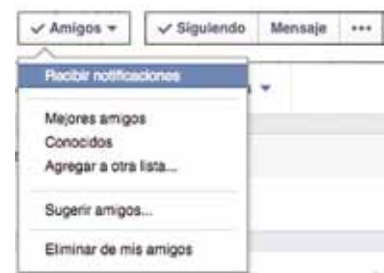 ✓ Amigos ▾ ✓ Siguiendo Mensaje •••
Recibir notificaciones
Mejores amigos
Conocidos
Agregar a otra lista...
Sugerir amigos...
Eliminar de mis amigos